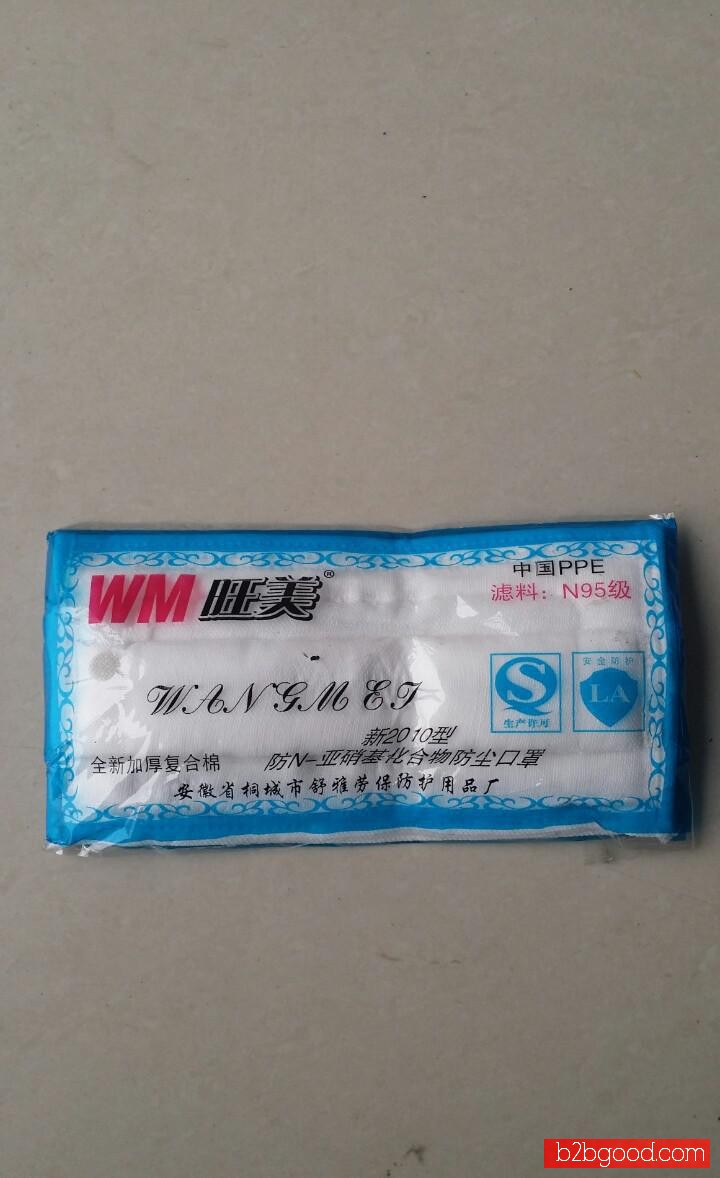 中国PPE
WM 旺美®
滤料：N95级
WANGMEI
安全防护
LA
S
生产许可
新2010型
防N-亚硝基化合物防尘口罩
全新加厚复合棉
安徽省桐城市舒雅劳保防护用品厂
b2bgood.com